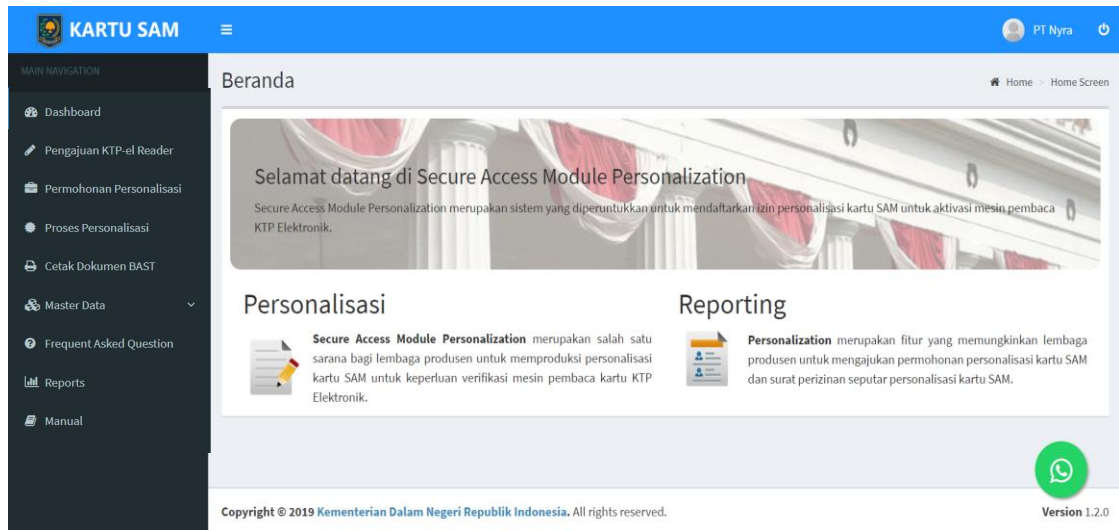 KARTU SAM
PT Nyra
MAIN NAVIGATION
Dashboard
Pengajuan KTP-el Reader
Permohonan Personalisasi
Proses Personalisasi
Cetak Dokumen BAST
Master Data
Frequent Asked Question
Reports
Manual
Beranda
Home > Home Screen
Selamat datang di Secure Access Module Personalization
Secure Access Module Personalization merupakan sistem yang diperuntukkan untuk mendaftarkan izin personalisasi kartu SAM untuk aktivasi mesin pembaca
KTP Elektronik.
Personalisasi
Secure Access Module Personalization merupakan salah satu
sarana bagi lembaga produsen untuk memproduksi personalisasi
kartu SAM untuk keperluan verifikasi mesin pembaca kartu KTP
Elektronik.
Reporting
Personalization merupakan fitur yang memungkinkan lembaga
produsen untuk mengajukan permohonan personalisasi kartu SAM
dan surat perizinan seputar personalisasi kartu SAM.
Copyright © 2019 Kementerian Dalam Negeri Republik Indonesia. All rights reserved.
Version 1.2.0